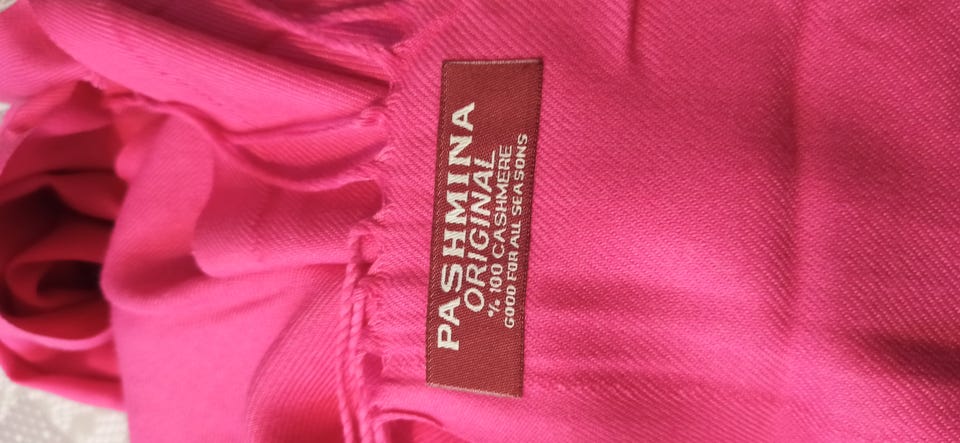 PASHMINA
ORIGINAL
% 100 CASHMERE
GOOD FOR ALL SEASONS